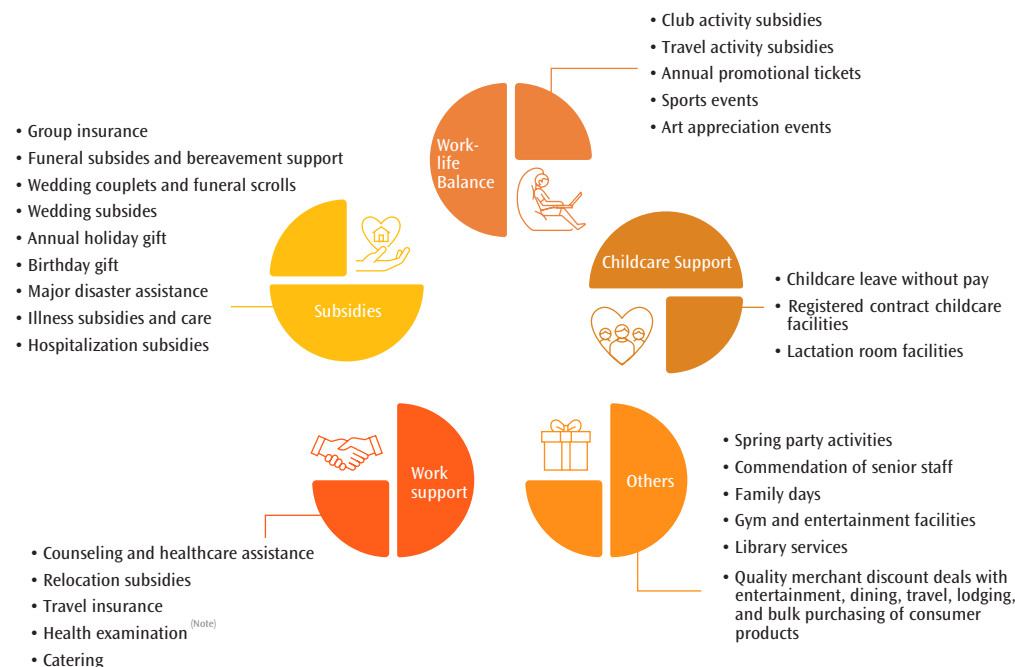 • Club activity subsidies
• Travel activity subsidies
• Annual promotional tickets
• Sports events
• Art appreciation events
Work-
life
Balance
• Group insurance
• Funeral subsides and bereavement support
• Wedding couplets and funeral scrolls
• Wedding subsides
• Annual holiday gift
• Birthday gift
• Major disaster assistance
• Illness subsidies and care
• Hospitalization subsidies
Subsidies
Childcare Support
• Childcare leave without pay
• Registered contract childcare
facilities
• Lactation room facilities
Work
support
• Counseling and healthcare assistance
• Relocation subsidies
• Travel insurance
• Health examination (Note)
• Catering
Others
• Spring party activities
• Commendation of senior staff
• Family days
• Gym and entertainment facilities
• Library services
• Quality merchant discount deals with
entertainment, dining, travel, lodging,
and bulk purchasing of consumer
products